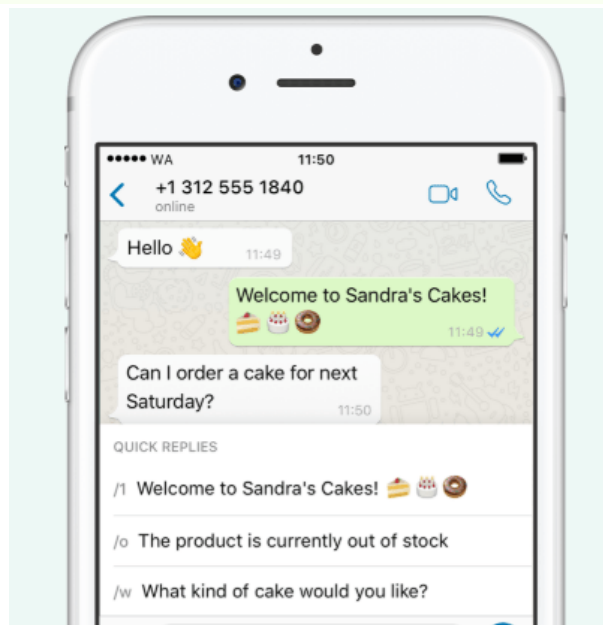 WA 11:50
+1 312 555 1840
online
Hello 👋 11:49
Welcome to Sandra's Cakes!
🍰 🎂 🍩 11:49
Can I order a cake for next
Saturday? 11:50
QUICK REPLIES
/1 Welcome to Sandra's Cakes! 🍰 🎂 🍩
/o The product is currently out of stock
/w What kind of cake would you like?